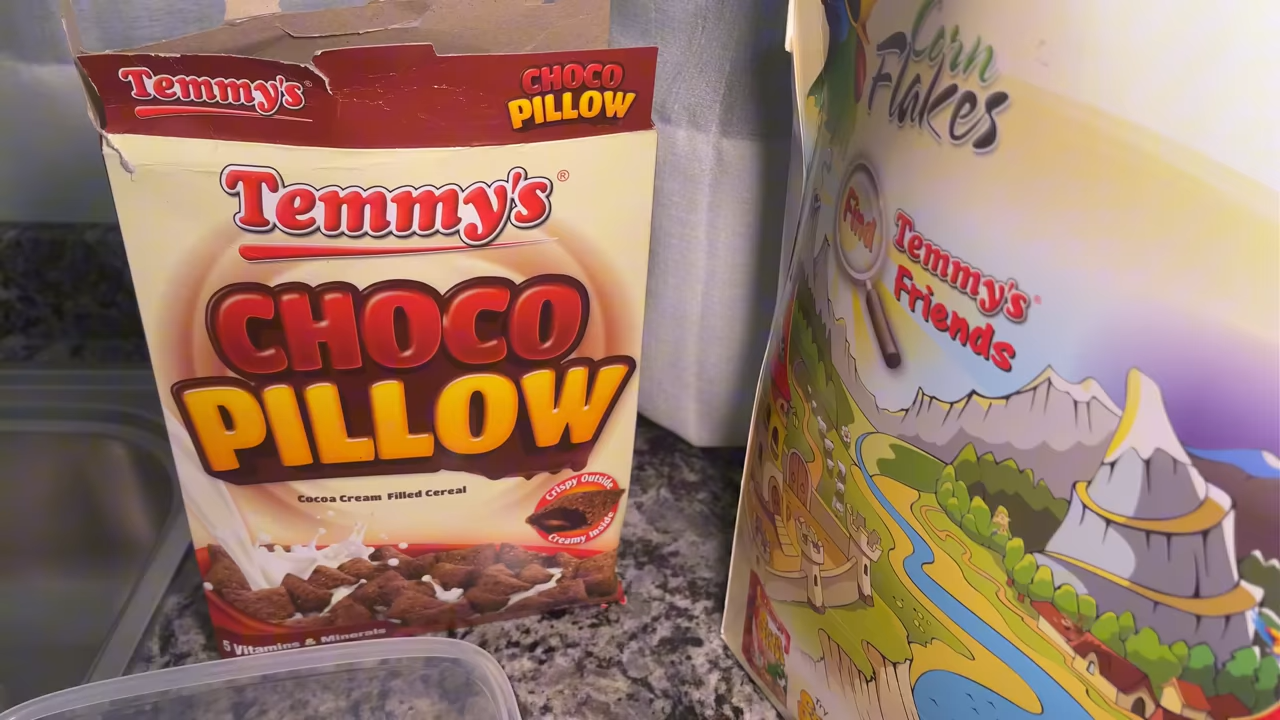 Temmy's®
CHOCO
PILLOW
Temmy's®
CHOCO
PILLOW
Cocoa Cream Filled Cereal
Crispy Outside
Creamy Inside
5 Vitamins & Minerals
Corn
Flakes
Find
Temmy's®
Friends